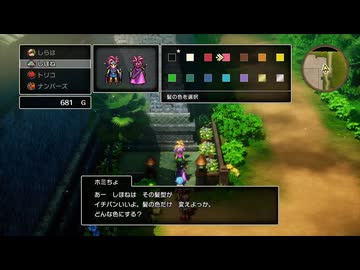 しらほ
しほね
トリコ
ナンバーズ
681 G
髪の色を選択
ホミちょ
あー しほねは その髪型が
イチバンいいよ。髪の色だけ 変えよっか。
どんな色にする？